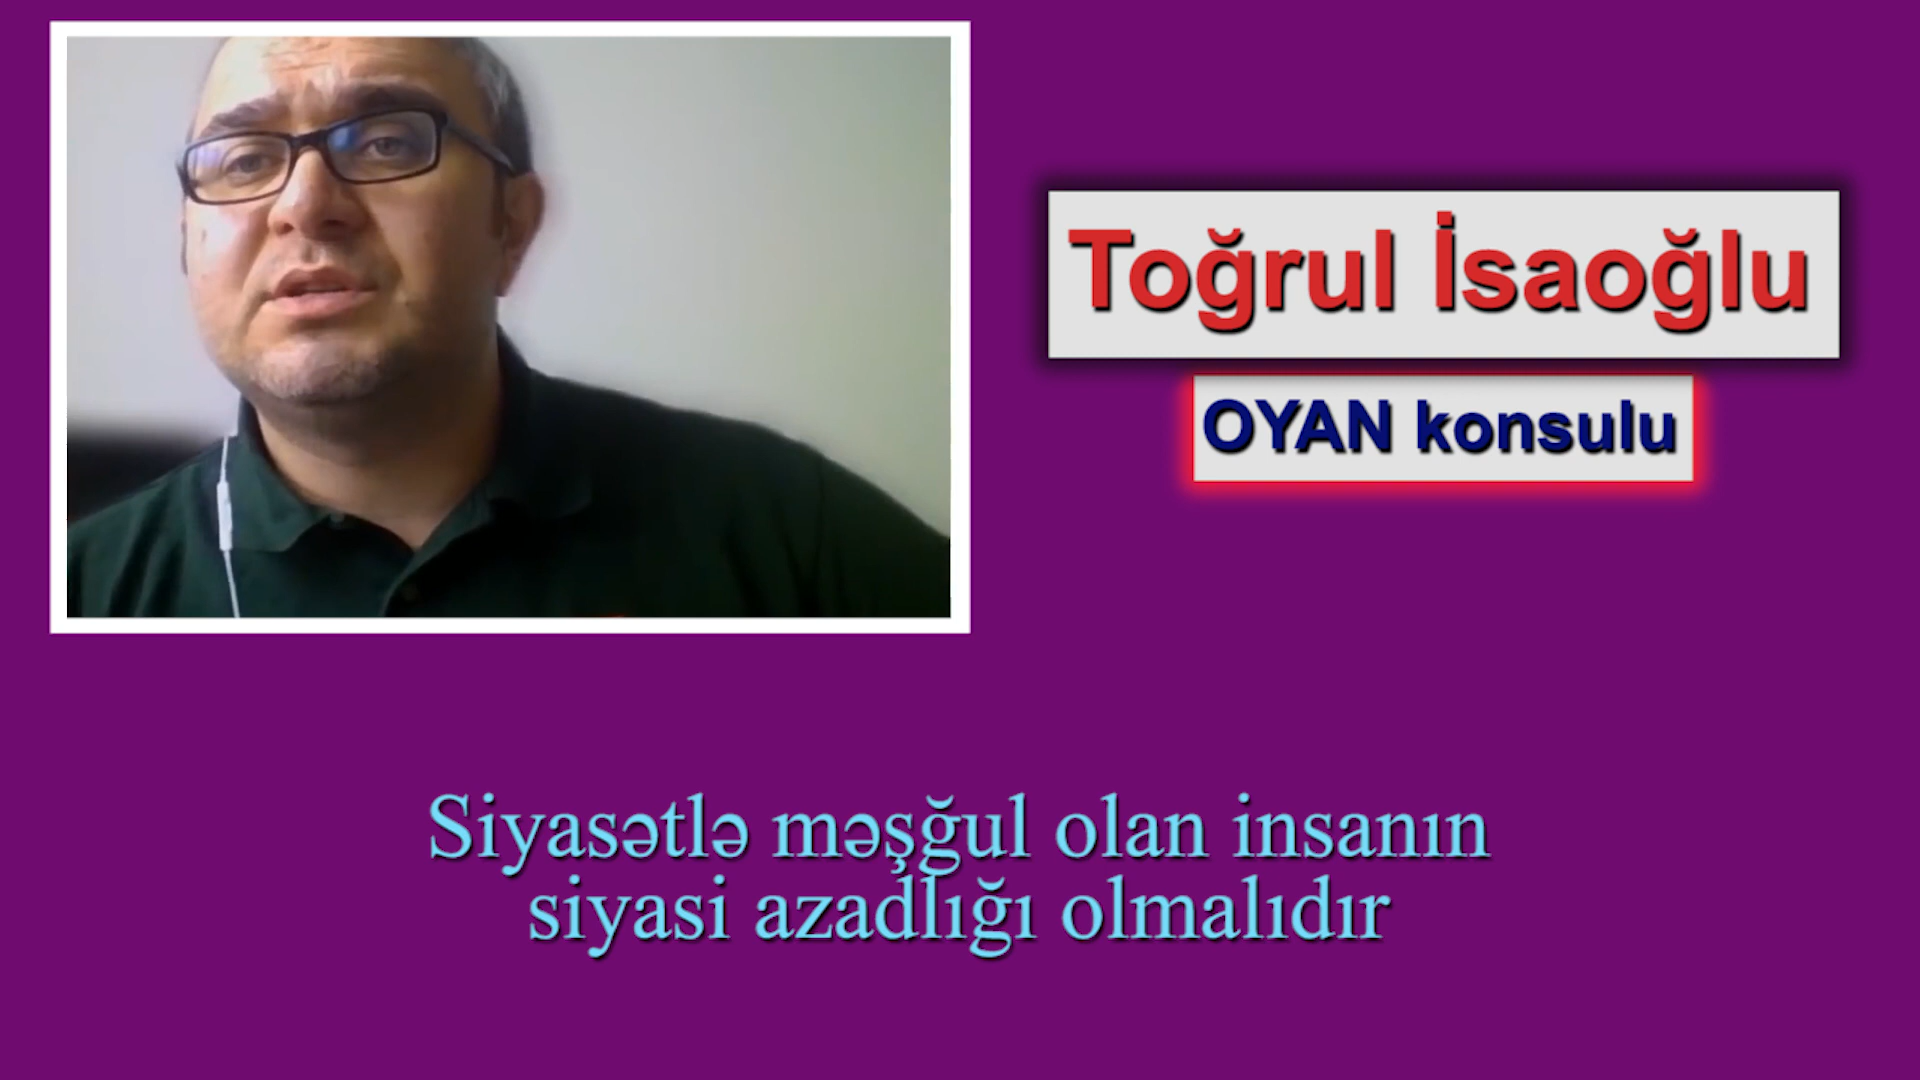 Toğrul İsaoğlu
OYAN konsulu
Siyasətlə məşğul olan insanın
siyasi azadlığı olmalıdır